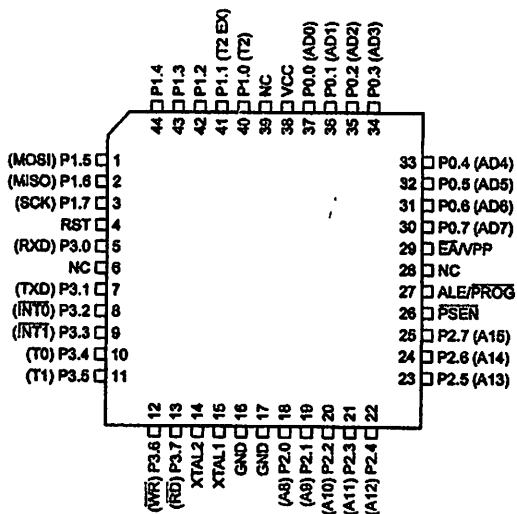 P1.4
P1.3
P1.2
P1.1 (T2 EX)
P1.0 (T2)
NC
VCC
P0.0 (AD0)
P0.1 (AD1)
P0.2 (AD2)
P0.3 (AD3)
44 43 42 41 40 39 38 37 36 35 34
(MOSI) P1.5 1
(MISO) P1.6 2
(SCK) P1.7 3
RST 4
(RXD) P3.0 5
NC 6
(TXD) P3.1 7
(INT0) P3.2 8
(INT1) P3.3 9
(T0) P3.4 10
(T1) P3.5 11
33 P0.4 (AD4)
32 P0.5 (AD5)
31 P0.6 (AD6)
30 P0.7 (AD7)
29 EA/VPP
28 NC
27 ALE/PROG
26 PSEN
25 P2.7 (A15)
24 P2.6 (A14)
23 P2.5 (A13)
12 13 14 15 16 17 18 19 20 21 22
(WR) P3.6
(RD) P3.7
XTAL2
XTAL1
GND
GND
(A8) P2.0
(A9) P2.1
(A10) P2.2
(A11) P2.3
(A12) P2.4